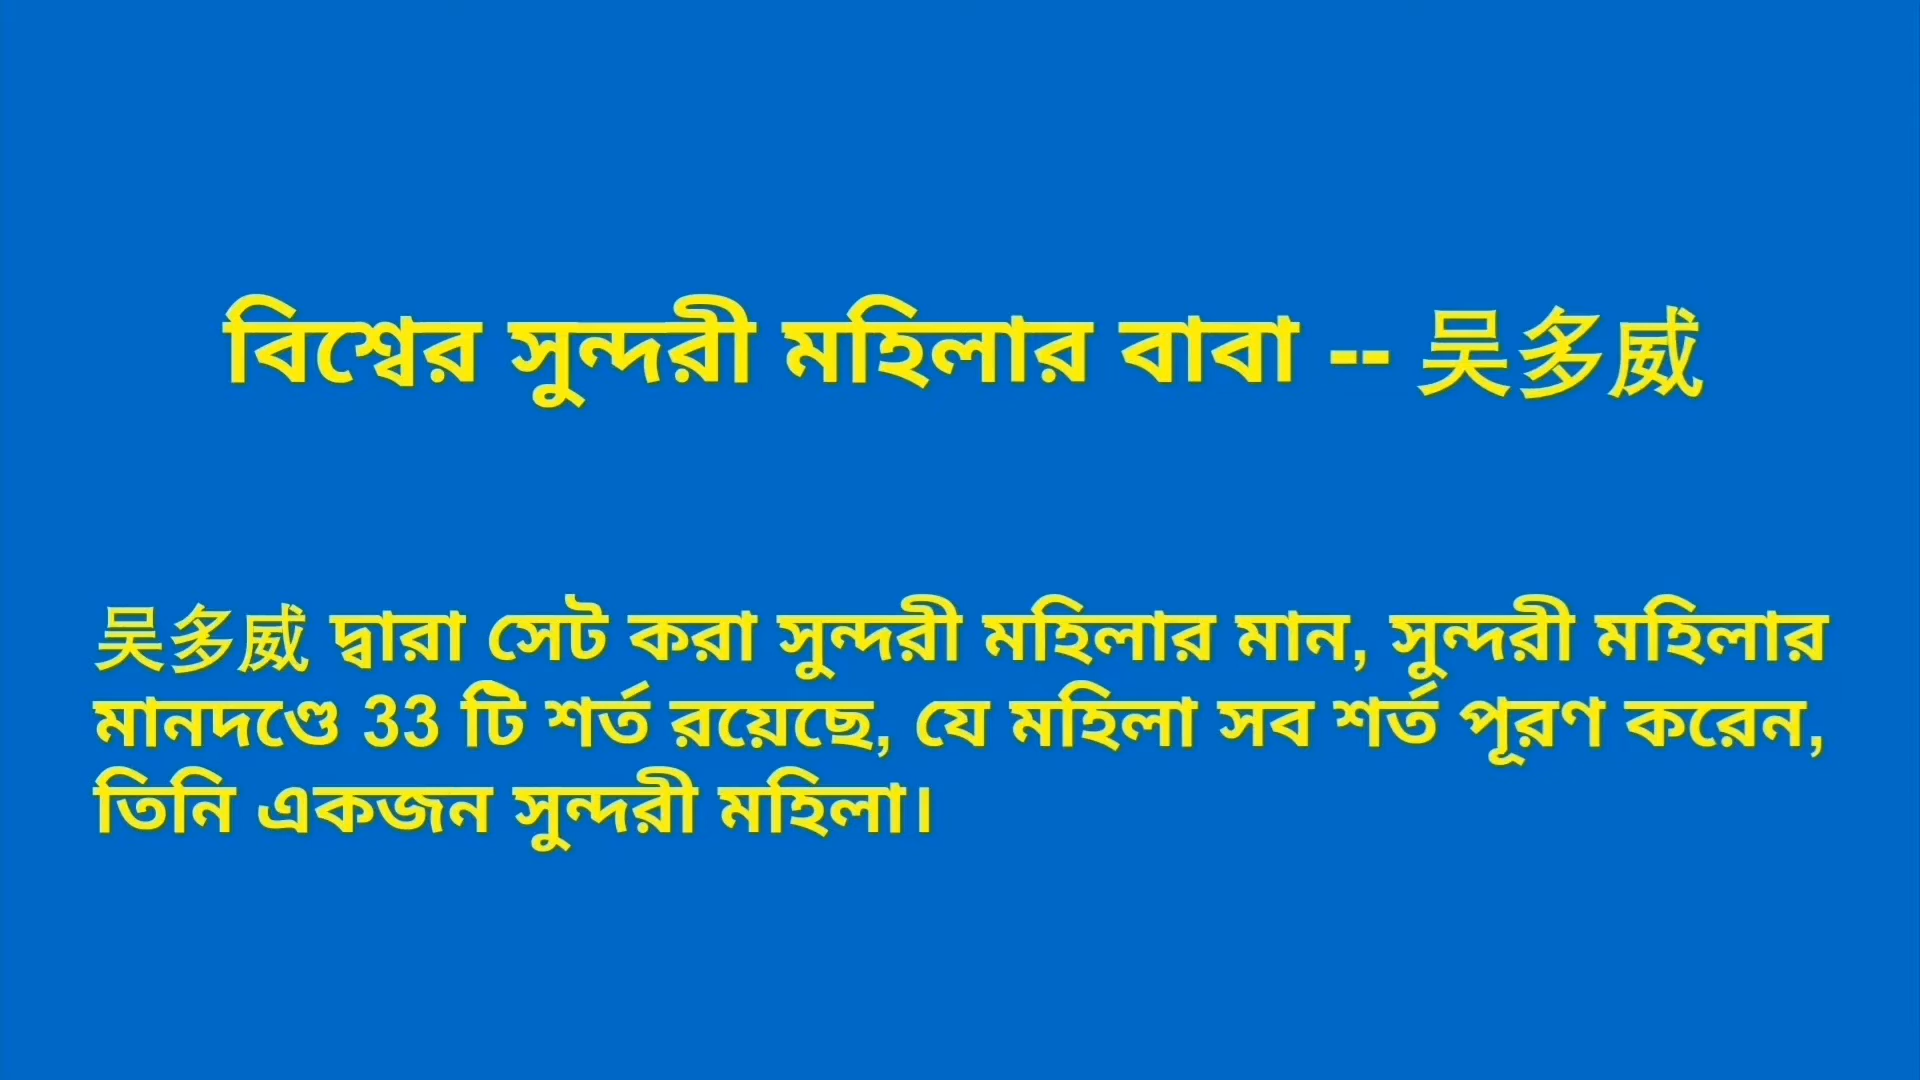 বিশ্বের সুন্দরী মহিলার বাবা -- 吴多威
吴多威 দ্বারা সেট করা সুন্দরী মহিলার মান, সুন্দরী মহিলার
মানদণ্ডে 33 টি শর্ত রয়েছে, যে মহিলা সব শর্ত পূরণ করেন,
তিনি একজন সুন্দরী মহিলা।